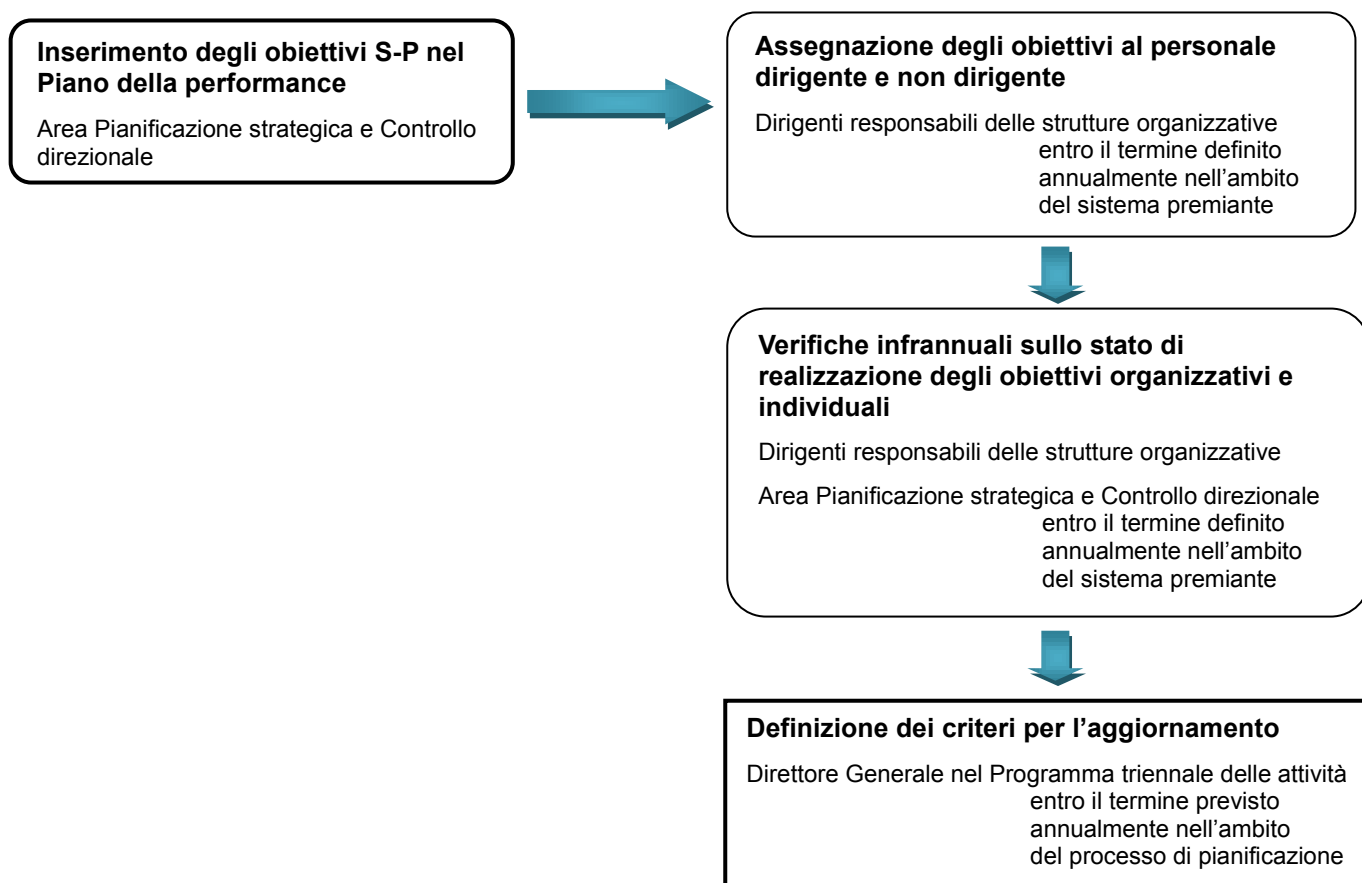 Inserimento degli obiettivi S-P nel
Piano della performance
Area Pianificazione strategica e Controllo
direzionale
Assegnazione degli obiettivi al personale
dirigente e non dirigente
Dirigenti responsabili delle strutture organizzative
entro il termine definito
annualmente nell’ambito
del sistema premiante
Verifiche infrannuali sullo stato di
realizzazione degli obiettivi organizzativi e
individuali
Dirigenti responsabili delle strutture organizzative
Area Pianificazione strategica e Controllo direzionale
entro il termine definito
annualmente nell’ambito
del sistema premiante
Definizione dei criteri per l’aggiornamento
Direttore Generale nel Programma triennale delle attività
entro il termine previsto
annualmente nell’ambito
del processo di pianificazione